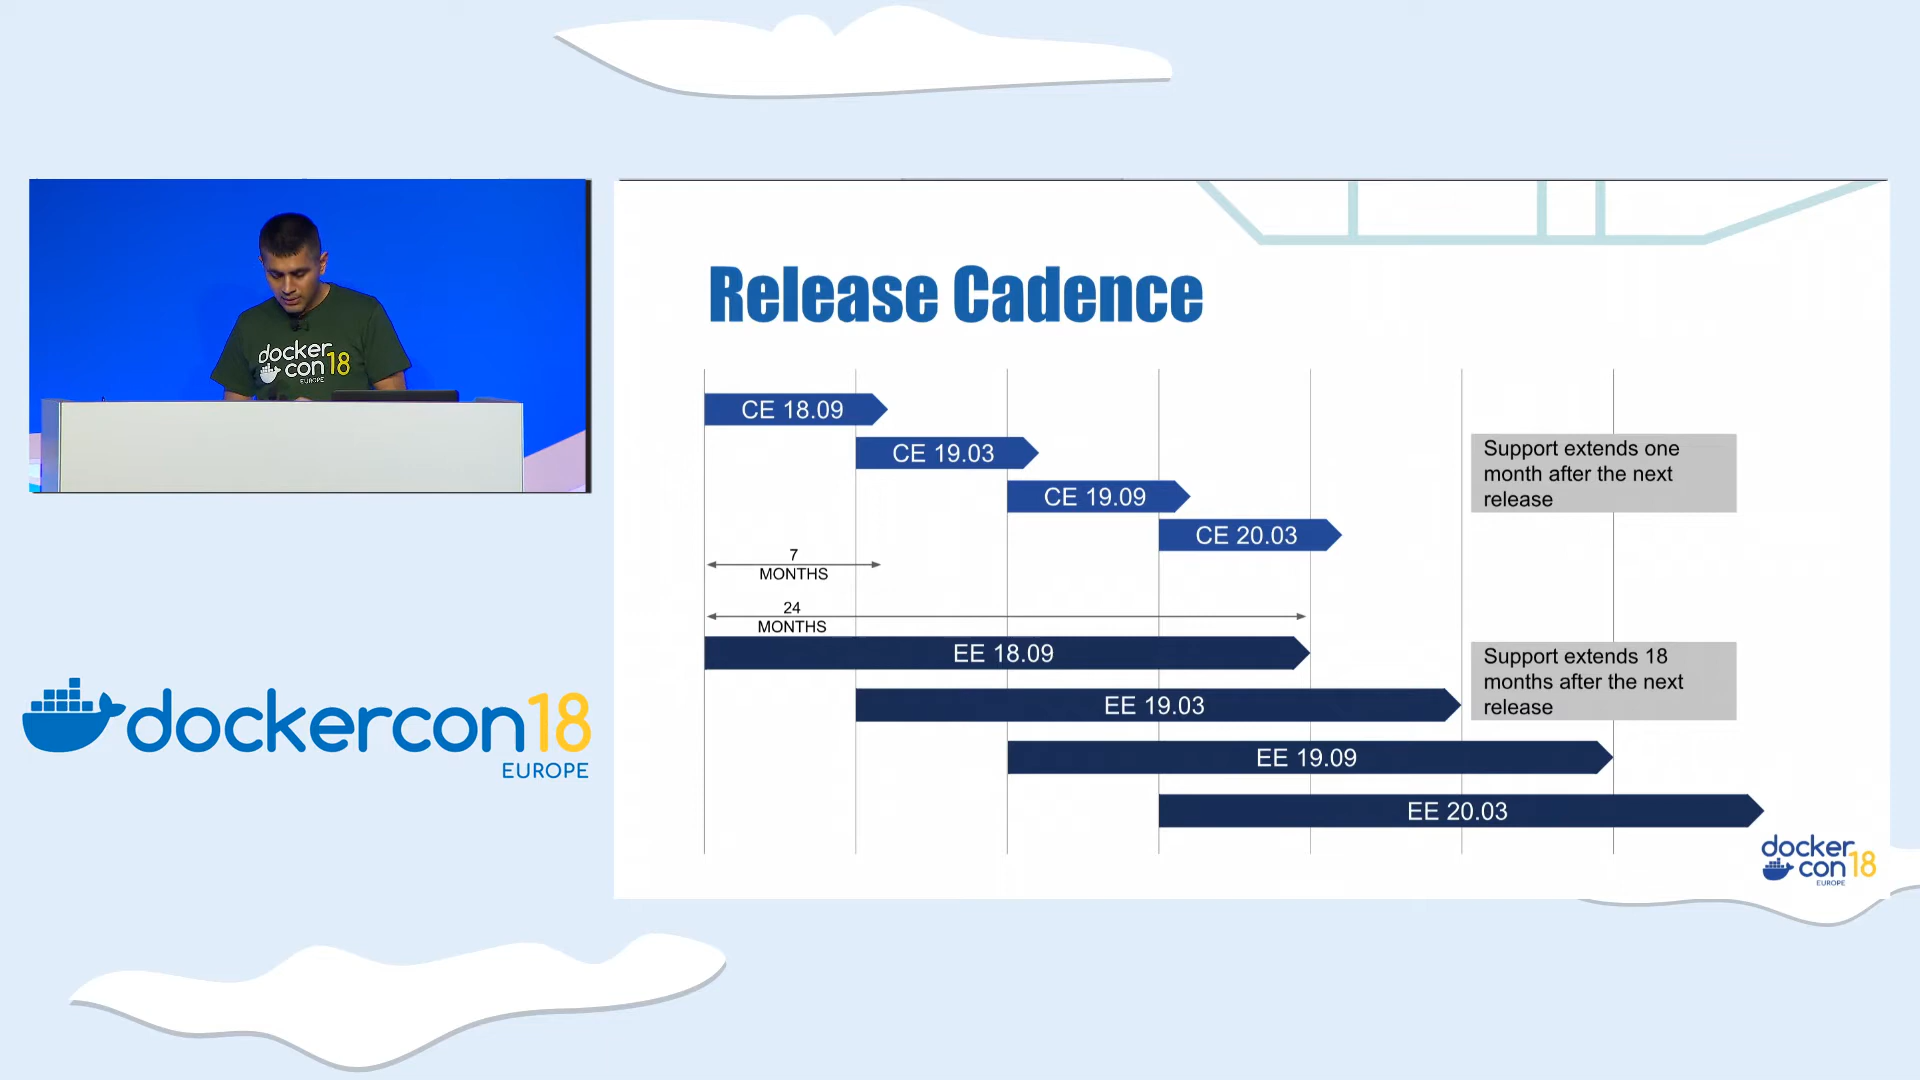 docker
con18
EUROPE
dockercon18
EUROPE
Release Cadence
CE 18.09
CE 19.03
CE 19.09
CE 20.03
7
MONTHS
Support extends one
month after the next
release
24
MONTHS
EE 18.09
EE 19.03
EE 19.09
EE 20.03
Support extends 18
months after the next
release
docker
con18
EUROPE